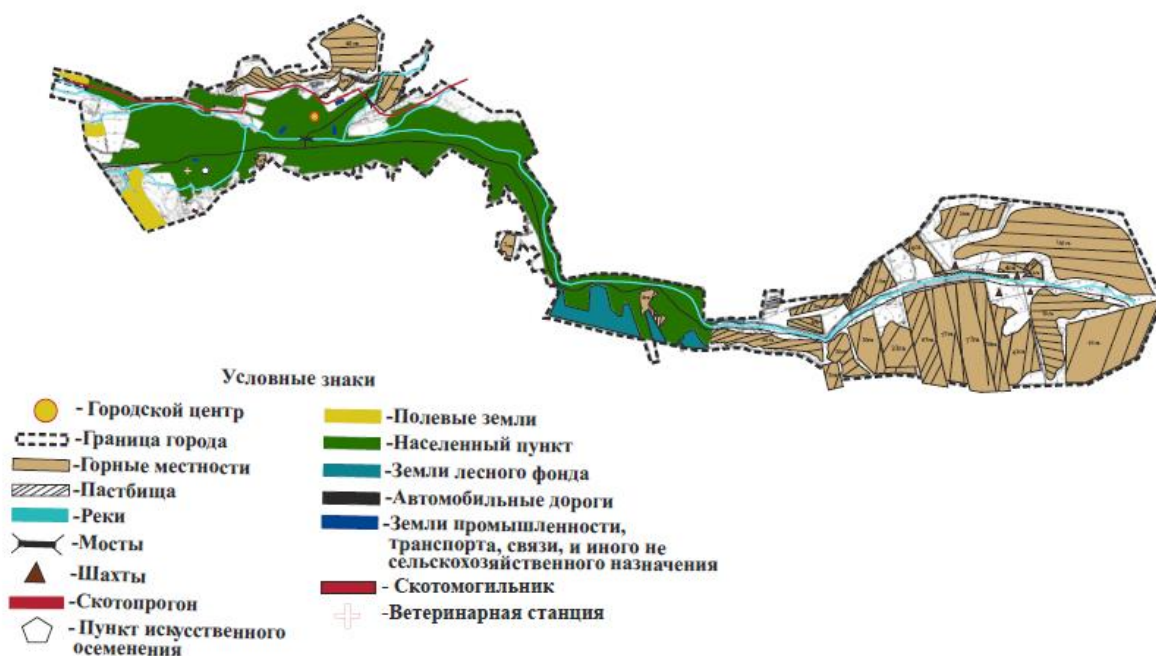 Условные знаки
- Городской центр
-Граница города
-Горные местности
-Пастбища
-Реки
-Мосты
-Шахты
-Скотопрогон
- Пункт искусственного
осеменения
-Полевые земли
-Населенный пункт
-Земли лесного фонда
-Автомобильные дороги
-Земли промышленности,
транспорта, связи, и иного не
сельскохозяйственного назначения
- Скотомогильник
-Ветеринарная станция